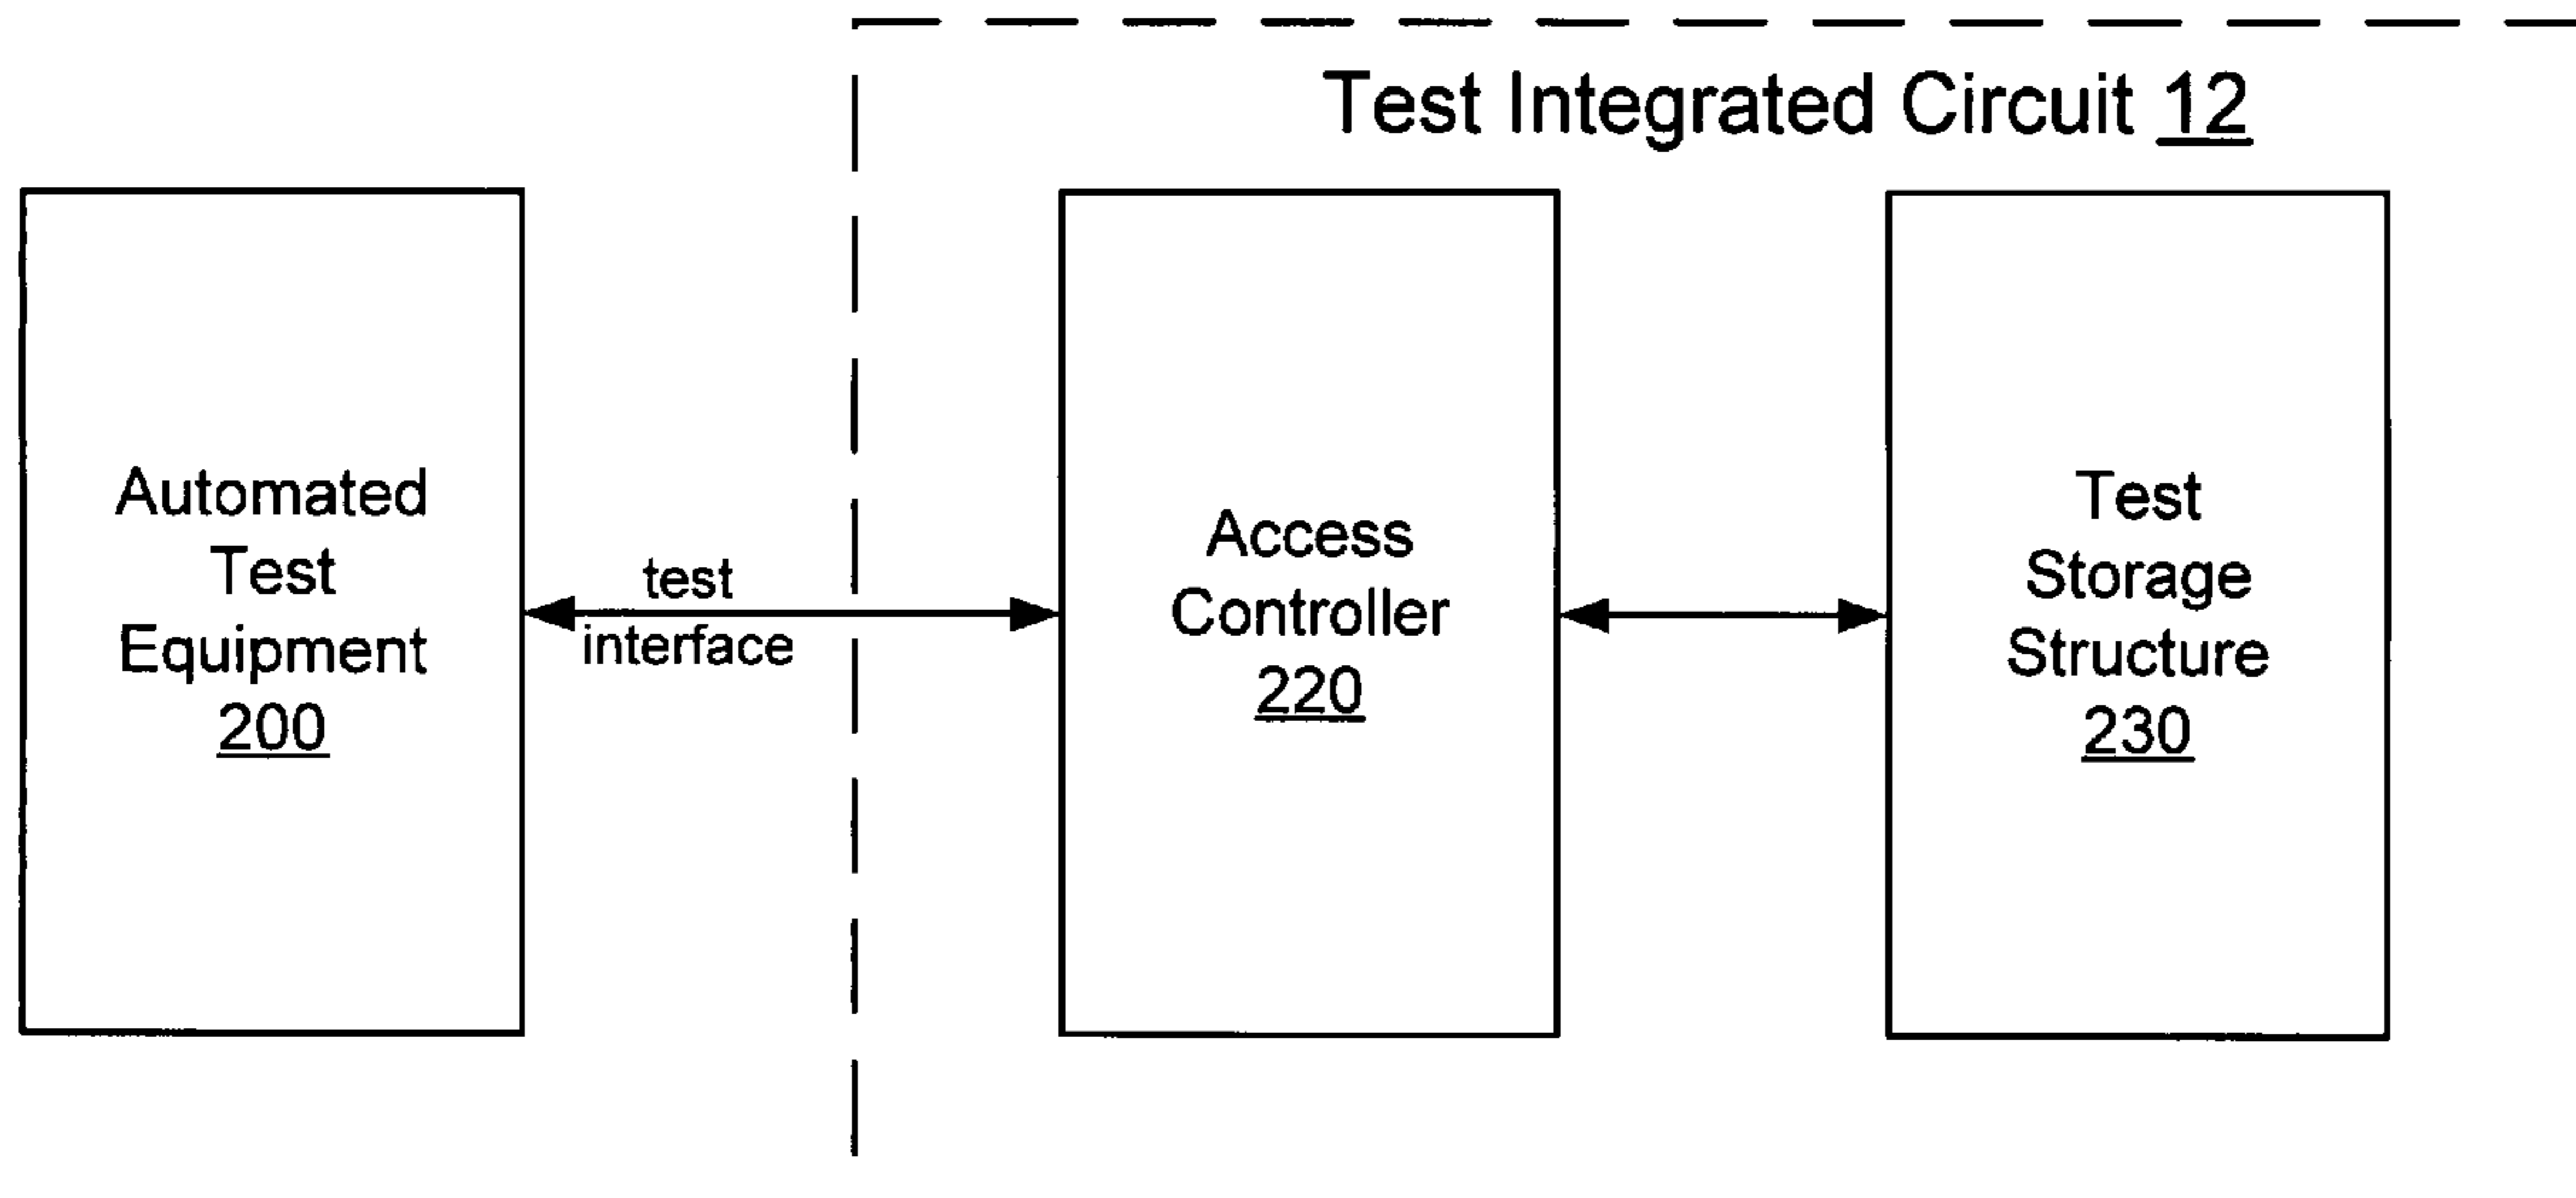 Test Integrated Circuit 12
Automated
Test
Equipment
200
test
interface
Access
Controller
220
Test
Storage
Structure
230